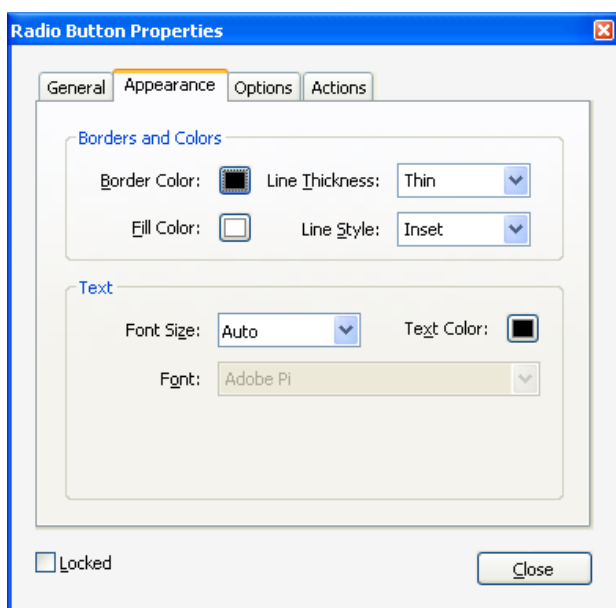 Radio Button Properties
General Appearance Options Actions
Borders and Colors
Border Color: Line Thickness: Thin
Fill Color: Line Style: Inset
Text
Font Size: Auto Text Color:
Font: Adobe Pi
Locked
Close